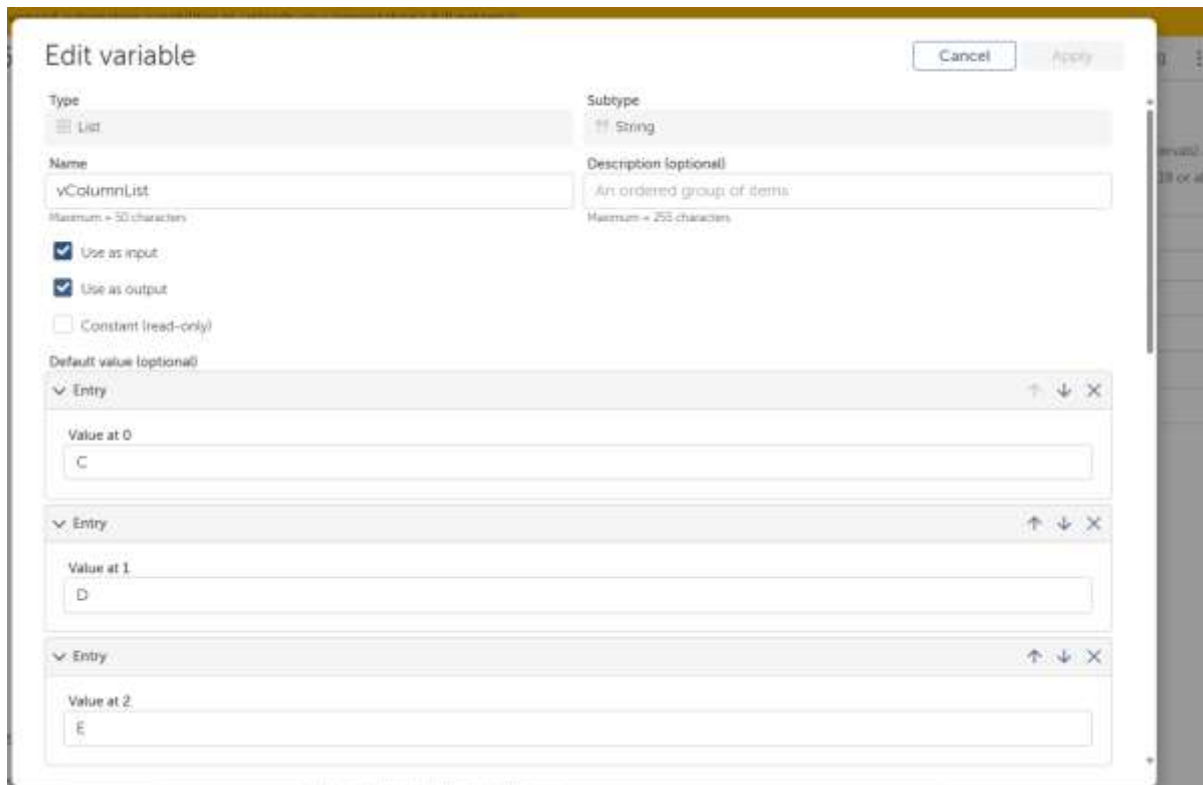 Edit variable
Cancel Apply
Type Subtype
List String
Name Description (optional)
vColumnList An ordered group of items
Maximum = 50 characters Maximum = 255 characters
Use as input
Use as output
Constant (read-only)
Default value (optional)
Entry
Value at 0
C
Entry
Value at 1
D
Entry
Value at 2
E